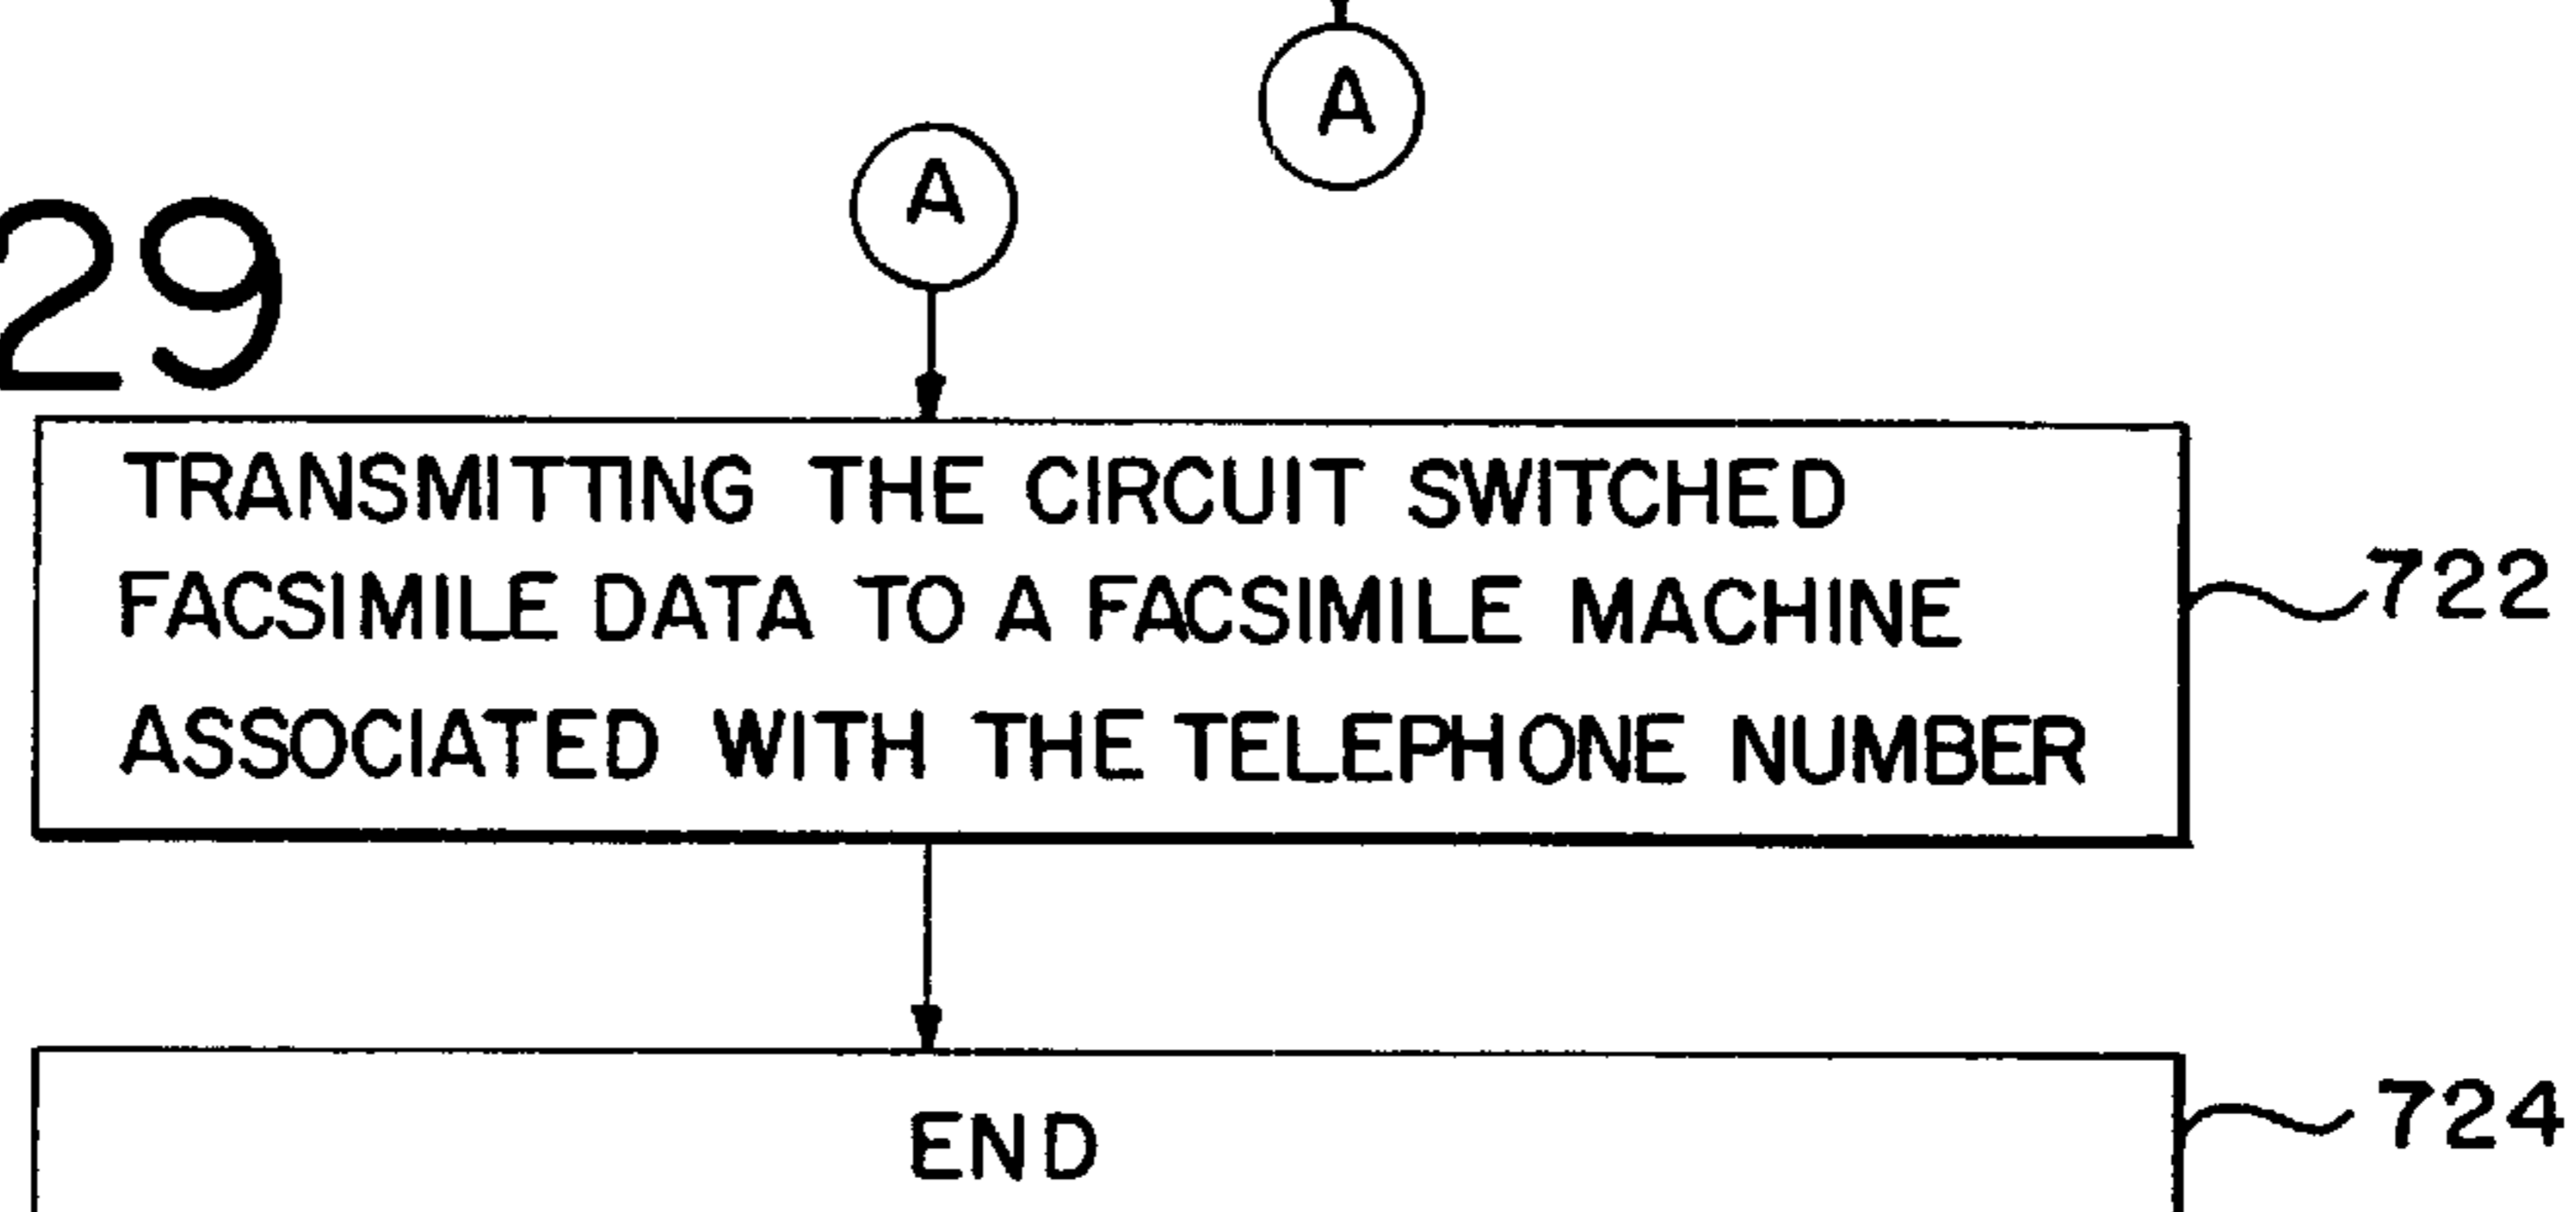 A
A
29
TRANSMITTING THE CIRCUIT SWITCHED
FACSIMILE DATA TO A FACSIMILE MACHINE
ASSOCIATED WITH THE TELEPHONE NUMBER
722
END
724